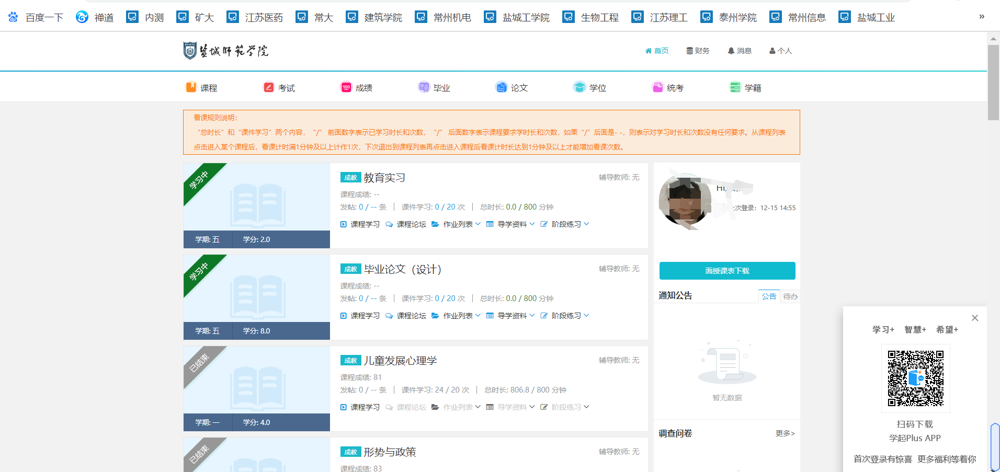 百度一下 禅道 内测 矿大 江苏医药 常大 建筑学院 常州机电 盐城工学院 生物工程 江苏理工 泰州学院 常州信息 盐城工业 »
盐城师范学院
首页 财务 消息 个人
课程 考试 成绩 毕业 论文 学位 统考 学籍
看课规则说明：
“总时长”和“课件学习”两个内容，“/” 前面数字表示已学习时长和次数，“/” 后面数字表示课程要求学时长和次数，如果“/”后面是- -，则表示对学习时长和次数没有任何要求。从课程列表
点击进入某个课程后，看课计时满1分钟及以上计作1次，下次退出到课程列表再点击进入课程后看课计时长达到1分钟及以上才能增加看课次数。
学习中
学期: 五 学分: 2.0
成教 教育实习 辅导教师: 无
课程成绩: --
发帖: 0 / -- 条 | 课件学习: 0 / 20 次 | 总时长: 0.0 / 800 分钟
课程学习 课程论坛 作业列表 导学资料 阶段练习
学习中
学期: 五 学分: 8.0
成教 毕业论文（设计） 辅导教师: 无
课程成绩: --
发帖: 0 / -- 条 | 课件学习: 0 / 20 次 | 总时长: 0.0 / 800 分钟
课程学习 课程论坛 作业列表 导学资料 阶段练习
已结束
学期: 一 学分: 4.0
成教 儿童发展心理学 辅导教师: 无
课程成绩: 81
发帖: 0 / -- 条 | 课件学习: 24 / 20 次 | 总时长: 806.8 / 800 分钟
课程学习 课程论坛 作业列表 导学资料 阶段练习
已结束
成教 形势与政策 辅导教师: 无
课程成绩: 83
Hi,
次登录：12-15 14:55
面授课表下载
通知公告 公告 待办
暂无数据
调查问卷 更多>
学习+ 智慧+ 希望+
扫码下载
学起Plus APP
首次登录有惊喜 更多福利等着你